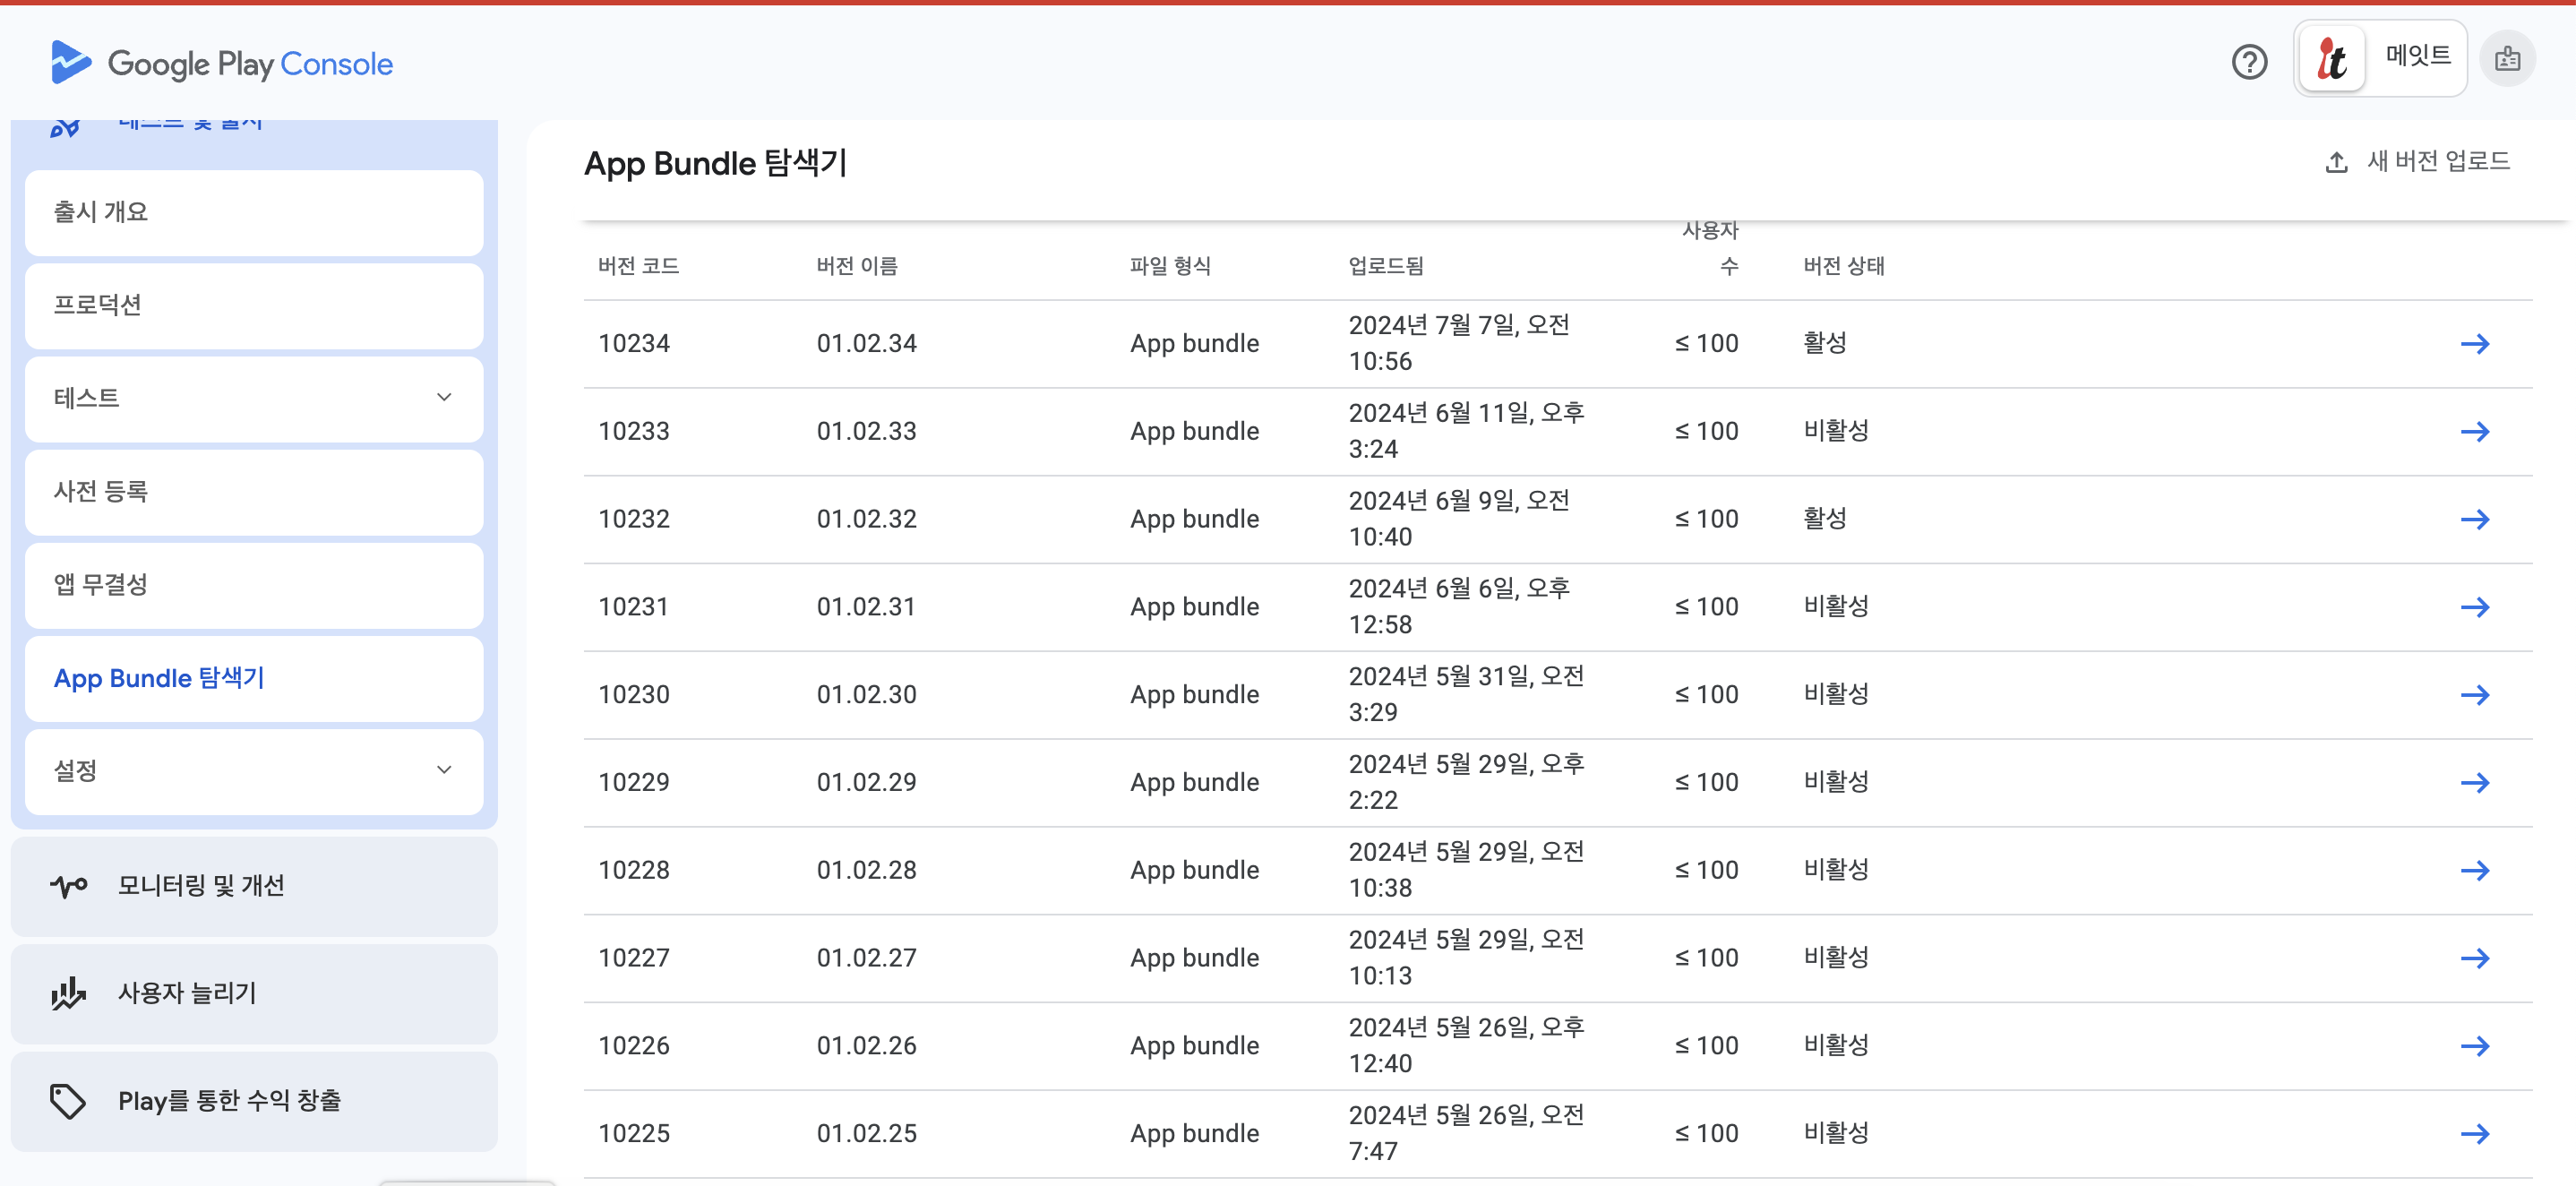 Google Play Console
메잇트
테스트 및 출시
출시 개요
프로덕션
테스트
사전 등록
앱 무결성
App Bundle 탐색기
설정
모니터링 및 개선
사용자 늘리기
Play를 통한 수익 창출
App Bundle 탐색기
새 버전 업로드
버전 코드 버전 이름 파일 형식 업로드됨 사용자 수 버전 상태
10234 01.02.34 App bundle 2024년 7월 7일, 오전 10:56 ≤ 100 활성
10233 01.02.33 App bundle 2024년 6월 11일, 오후 3:24 ≤ 100 비활성
10232 01.02.32 App bundle 2024년 6월 9일, 오전 10:40 ≤ 100 활성
10231 01.02.31 App bundle 2024년 6월 6일, 오후 12:58 ≤ 100 비활성
10230 01.02.30 App bundle 2024년 5월 31일, 오전 3:29 ≤ 100 비활성
10229 01.02.29 App bundle 2024년 5월 29일, 오후 2:22 ≤ 100 비활성
10228 01.02.28 App bundle 2024년 5월 29일, 오전 10:38 ≤ 100 비활성
10227 01.02.27 App bundle 2024년 5월 29일, 오전 10:13 ≤ 100 비활성
10226 01.02.26 App bundle 2024년 5월 26일, 오후 12:40 ≤ 100 비활성
10225 01.02.25 App bundle 2024년 5월 26일, 오전 7:47 ≤ 100 비활성